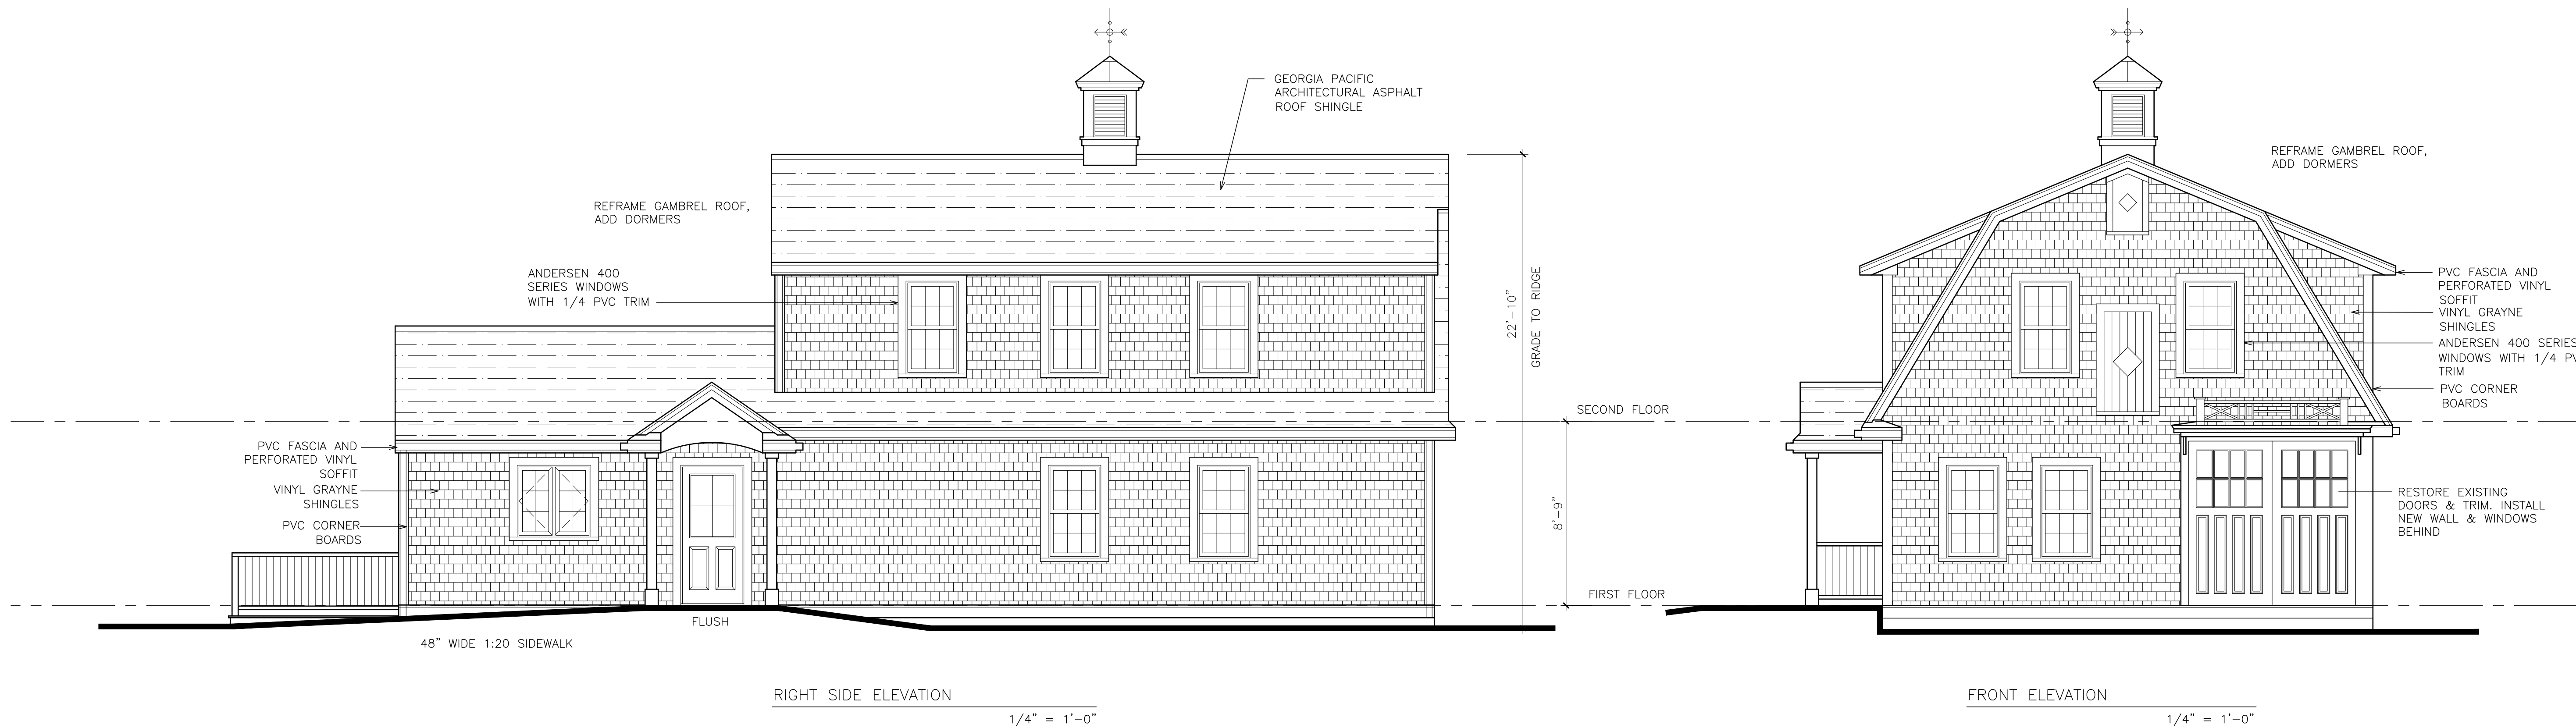 GEORGIA PACIFIC
ARCHITECTURAL ASPHALT
ROOF SHINGLE
REFRAME GAMBREL ROOF,
ADD DORMERS
ANDERSEN 400
SERIES WINDOWS
WITH 1/4 PVC TRIM
22'-10"
GRADE TO RIDGE
PVC FASCIA AND
PERFORATED VINYL
SOFFIT
VINYL GRAYNE
SHINGLES
PVC CORNER
BOARDS
FLUSH
48" WIDE 1:20 SIDEWALK
SECOND FLOOR
8'-9"
FIRST FLOOR
RIGHT SIDE ELEVATION
1/4" = 1'-0"
REFRAME GAMBREL ROOF,
ADD DORMERS
PVC FASCIA AND
PERFORATED VINYL
SOFFIT
VINYL GRAYNE
SHINGLES
ANDERSEN 400 SERIES
WINDOWS WITH 1/4
TRIM
PVC CORNER
BOARDS
RESTORE EXISTING
DOORS & TRIM. INSTALL
NEW WALL & WINDOWS
BEHIND
FRONT ELEVATION
1/4" = 1'-0"